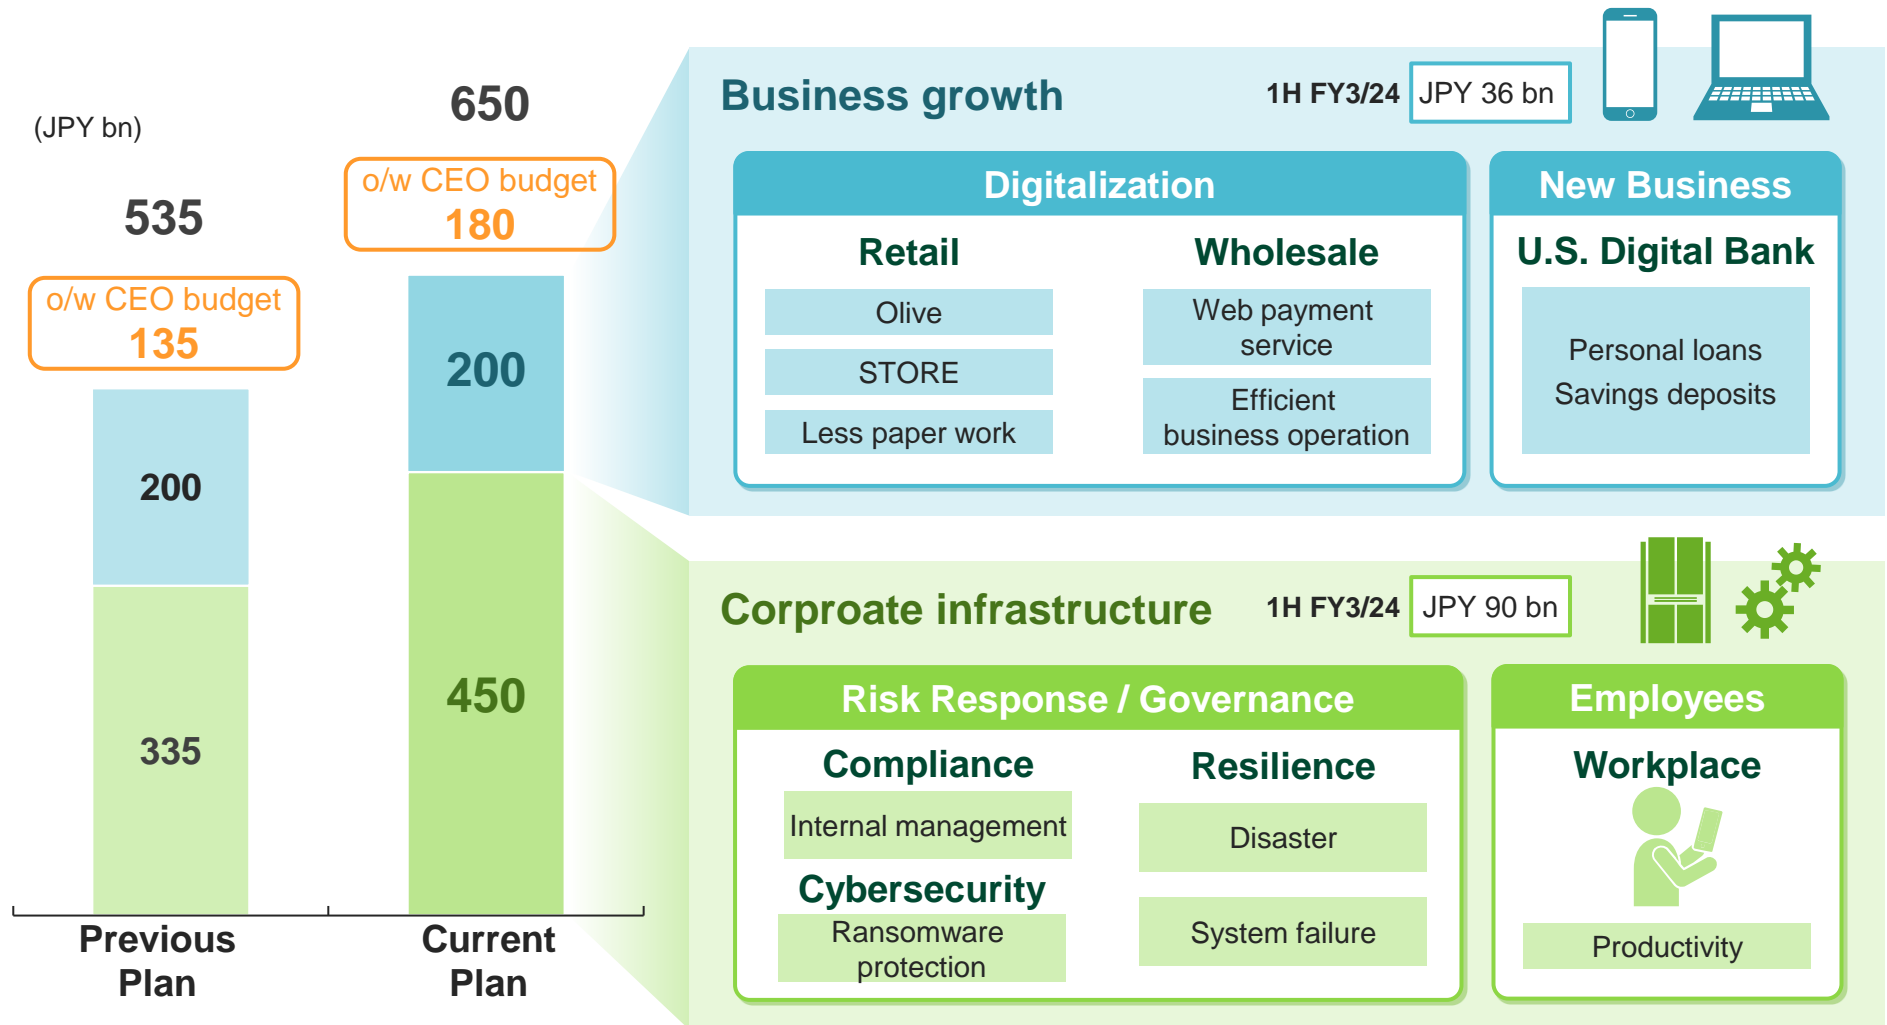 (JPY bn)
535
o/w CEO budget
135
200
335
Previous
Plan
650
o/w CEO budget
180
200
450
Current
Plan
Business growth
1H FY3/24
JPY 36 bn
Digitalization
Retail
Olive
STORE
Less paper work
Wholesale
Web payment
service
Efficient
business operation
New Business
U.S. Digital Bank
Personal loans
Savings deposits
Corproate infrastructure
1H FY3/24
JPY 90 bn
Risk Response / Governance
Compliance
Internal management
Cybersecurity
Ransomware
protection
Resilience
Disaster
System failure
Employees
Workplace
Productivity